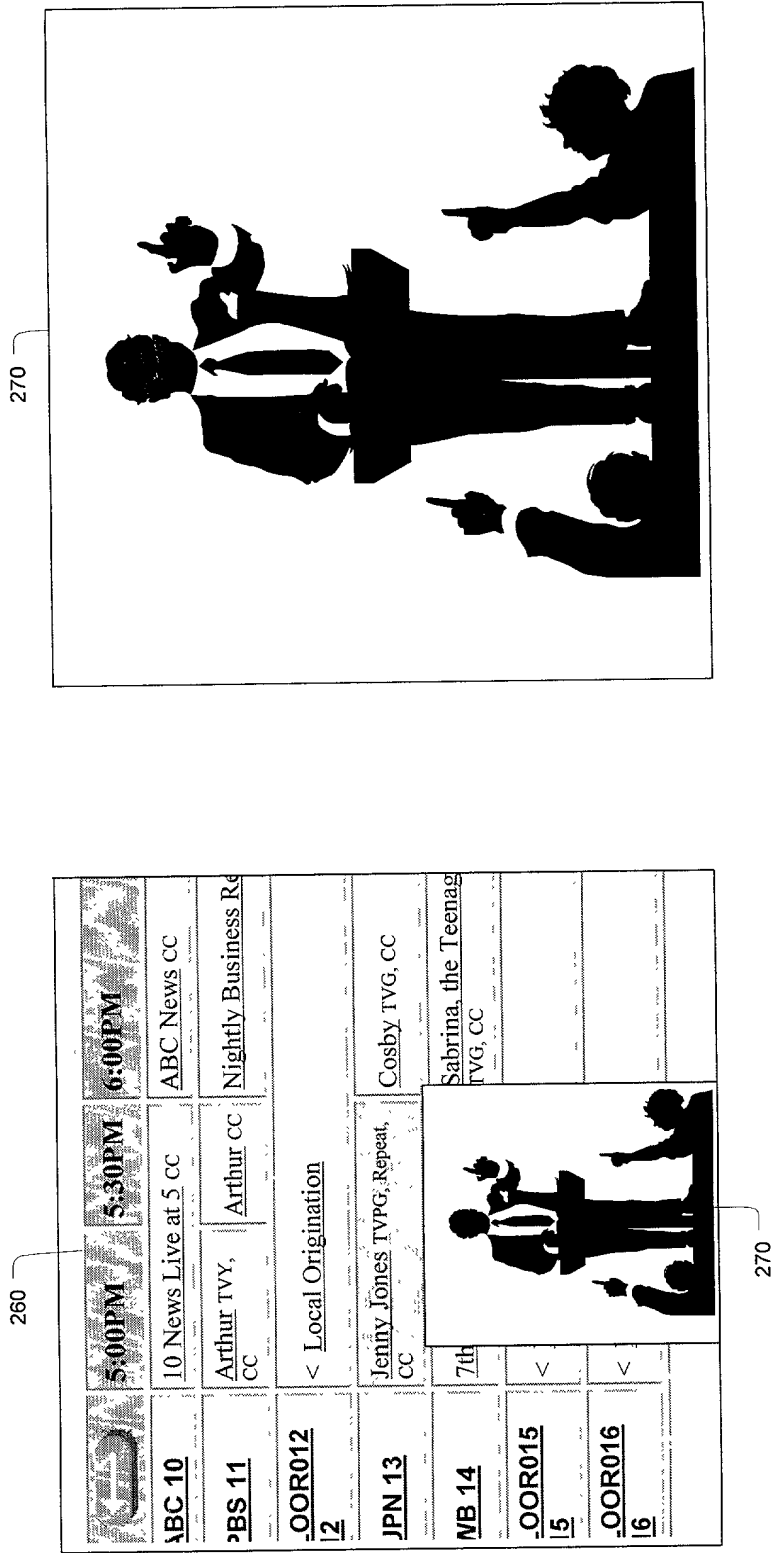 270
260
5:00PM 5:30PM 6:00PM
ABC 10 10 News Live at 5 CC ABC News CC
PBS 11 Arthur TVY, Arthur CC Nightly Business Re
CC
.OOR012 < Local Origination
12
JPN 13 Jenny Jones TVPG, Repeat, Cosby TVG, CC
CC
WB 14 7th Sabrina, the Teenag
TVG, CC
.OOR015 <
15
.OOR016 <
16
270